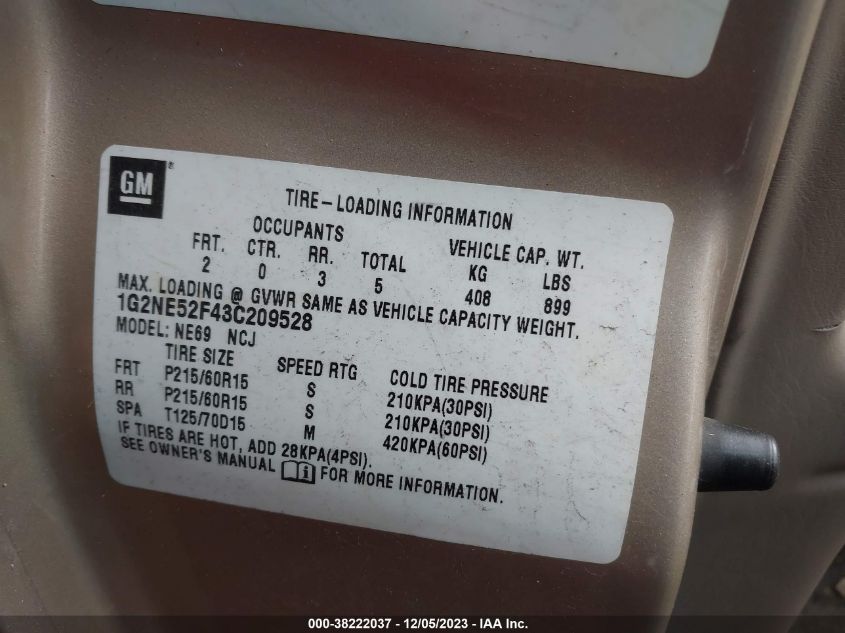 GM®
TIRE-LOADING INFORMATION
OCCUPANTS VEHICLE CAP. WT.
FRT. CTR. RR. TOTAL KG LBS
2 0 3 5 408 899
MAX. LOADING @ GVWR SAME AS VEHICLE CAPACITY WEIGHT.
1G2NE52F43C209528
MODEL: NE69 NCJ
TIRE SIZE SPEED RTG COLD TIRE PRESSURE
FRT P215/60R15 S 210KPA(30PSI)
RR P215/60R15 S 210KPA(30PSI)
SPA T125/70D15 M 420KPA(60PSI)
IF TIRES ARE HOT, ADD 28KPA(4PSI).
SEE OWNER'S MANUAL i FOR MORE INFORMATION.
000-38222037 - 12/05/2023 - IAA Inc.